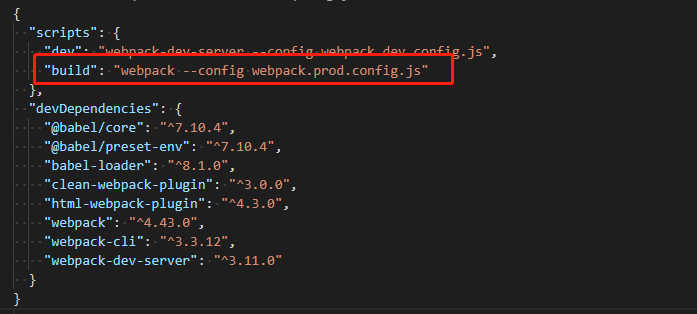 {
"scripts": {
"dev": "webpack-dev-server --config webpack.dev.config.js",
"build": "webpack --config webpack.prod.config.js"
},
"devDependencies": {
"@babel/core": "^7.10.4",
"@babel/preset-env": "^7.10.4",
"babel-loader": "^8.1.0",
"clean-webpack-plugin": "^3.0.0",
"html-webpack-plugin": "^4.3.0",
"webpack": "^4.43.0",
"webpack-cli": "^3.3.12",
"webpack-dev-server": "^3.11.0"
}
}